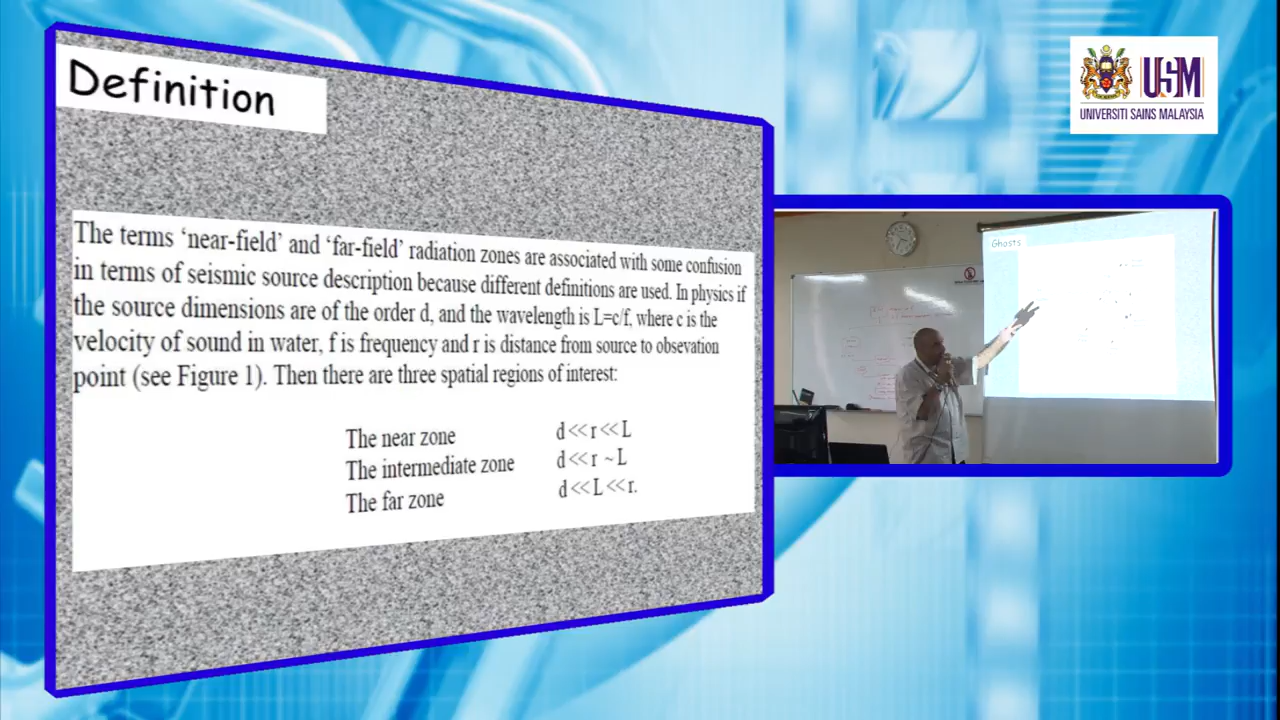 Definition
The terms ‘near-field’ and ‘far-field’ radiation zones are associated with some confusion
in terms of seismic source description because different definitions are used. In physics if
the source dimensions are of the order d, and the wavelength is L=c/f, where c is the
velocity of sound in water, f is frequency and r is distance from source to obsevation
point (see Figure 1). Then there are three spatial regions of interest:
The near zone d<<r<<L
The intermediate zone d<<r ~L
The far zone d<<L<<r.
USM
UNIVERSITI SAINS MALAYSIA
Ghosts